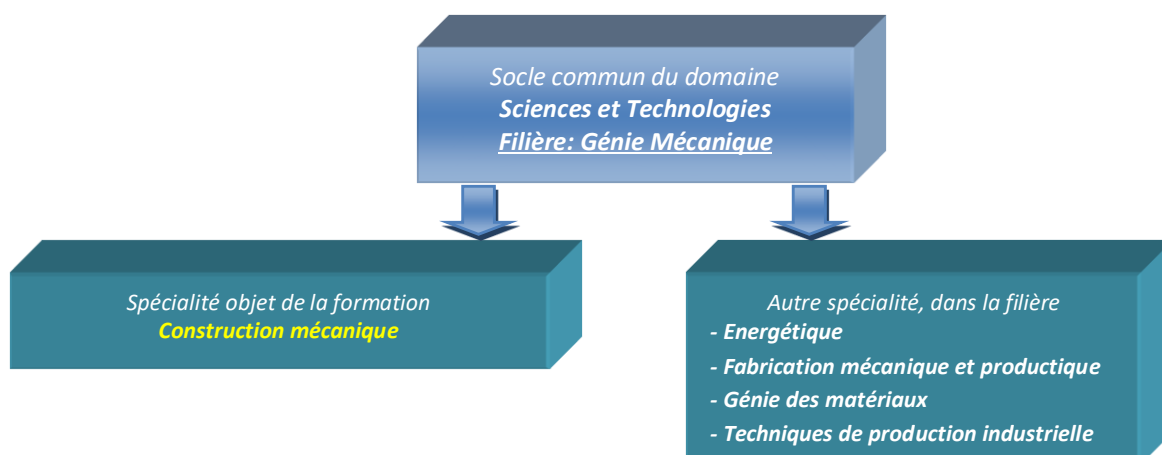 Socle commun du domaine
Sciences et Technologies
Filière: Génie Mécanique
Spécialité objet de la formation
Construction mécanique
Autre spécialité, dans la filière
- Energétique
- Fabrication mécanique et productique
- Génie des matériaux
- Techniques de production industrielle